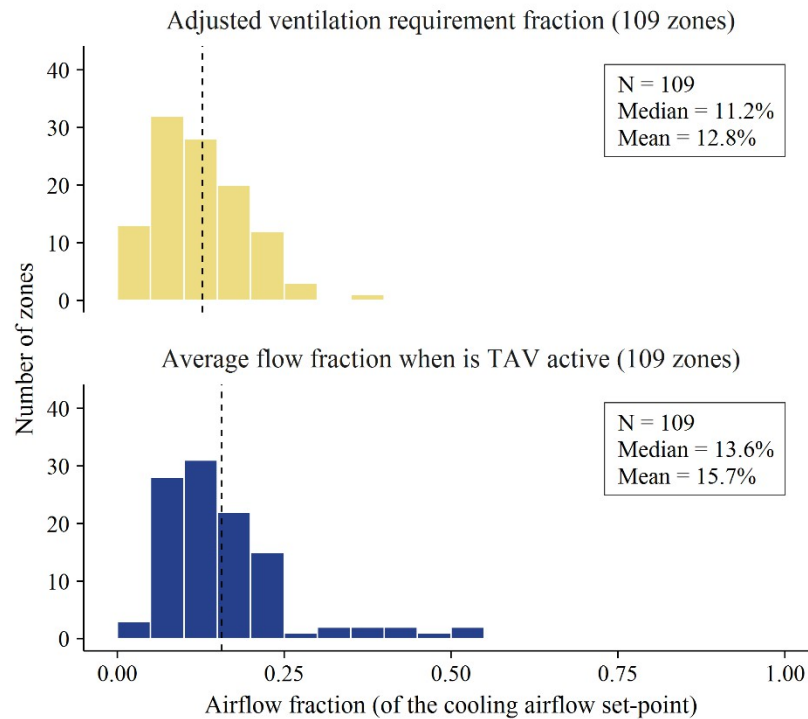 Adjusted ventilation requirement fraction (109 zones)
40
30
20
10
0
N = 109
Median = 11.2%
Mean = 12.8%
Number of zones
Average flow fraction when is TAV active (109 zones)
40
30
20
10
0
N = 109
Median = 13.6%
Mean = 15.7%
0.00
0.25
0.50
0.75
1.00
Airflow fraction (of the cooling airflow set-point)